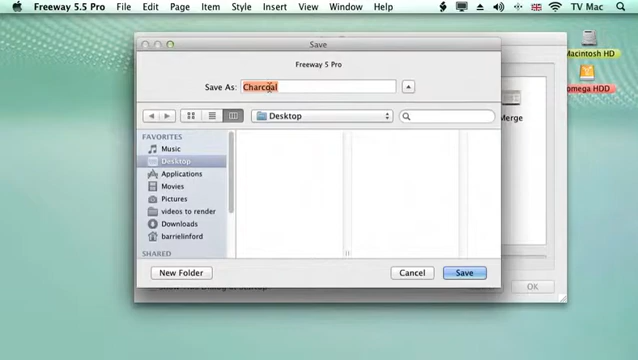 Freeway 5.5 Pro File Edit Page Item Style Insert View Window Help TV Mac
Save
Freeway 5 Pro
Save As: Charcoal
Desktop
FAVORITES
Music
Desktop
Applications
Movies
Pictures
videos to render
Downloads
barrielinford
SHARED
New Folder Cancel Save
Macintosh HD
omega HDD
Merge
OK